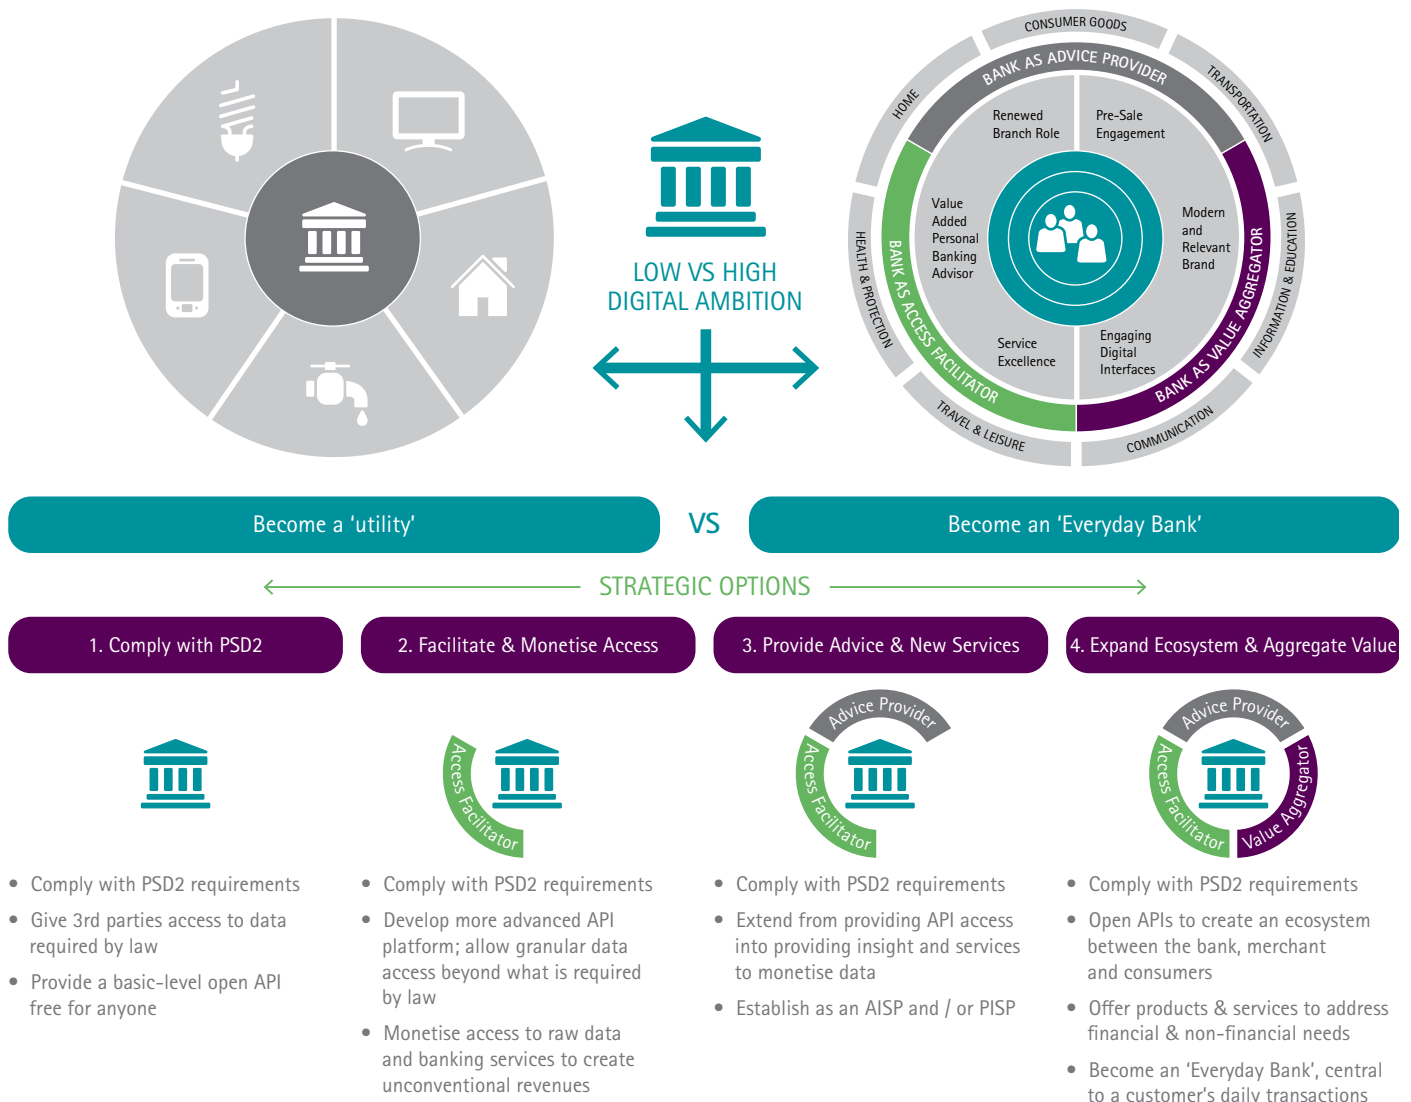 CONSUMER GOODS
TRANSPORTATION
INFORMATION & EDUCATION
COMMUNICATION
TRAVEL & LEISURE
HEALTH & PROTECTION
HOME
BANK AS ADVICE PROVIDER
BANK AS VALUE AGGREGATOR
BANK AS ACCESS FACILITATOR
Renewed
Branch Role
Pre-Sale
Engagement
Value
Added
Personal
Banking
Advisor
Modern
and
Relevant
Brand
Service
Excellence
Engaging
Digital
Interfaces
LOW VS HIGH
DIGITAL AMBITION
Become a ‘utility’
VS
Become an ‘Everyday Bank’
STRATEGIC OPTIONS
1. Comply with PSD2
2. Facilitate & Monetise Access
3. Provide Advice & New Services
4. Expand Ecosystem & Aggregate Value
Access Facilitator
Advice Provider
Access Facilitator
Advice Provider
Access Facilitator
Value Aggregator
• Comply with PSD2 requirements
• Give 3rd parties access to data
required by law
• Provide a basic-level open API
free for anyone
• Comply with PSD2 requirements
• Develop more advanced API
platform; allow granular data
access beyond what is required
by law
• Monetise access to raw data
and banking services to create
unconventional revenues
• Comply with PSD2 requirements
• Extend from providing API access
into providing insight and services
to monetise data
• Establish as an AISP and / or PISP
• Comply with PSD2 requirements
• Open APIs to create an ecosystem
between the bank, merchant
and consumers
• Offer products & services to address
financial & non-financial needs
• Become an ‘Everyday Bank’, central
to a customer’s daily transactions